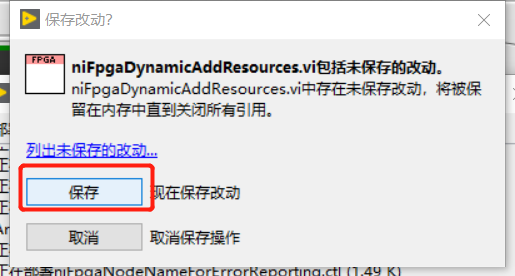 保存改动?
FPGA
niFpgaDynamicAddResources.vi包括未保存的改动。
niFpgaDynamicAddResources.vi中存在未保存改动，将被保
留在内存中直到关闭所有引用。
列出未保存的改动...
保存 现在保存改动
取消 取消保存操作
正在部署niFpgaNodeNameForErrorReporting.ctl (1.49 K)